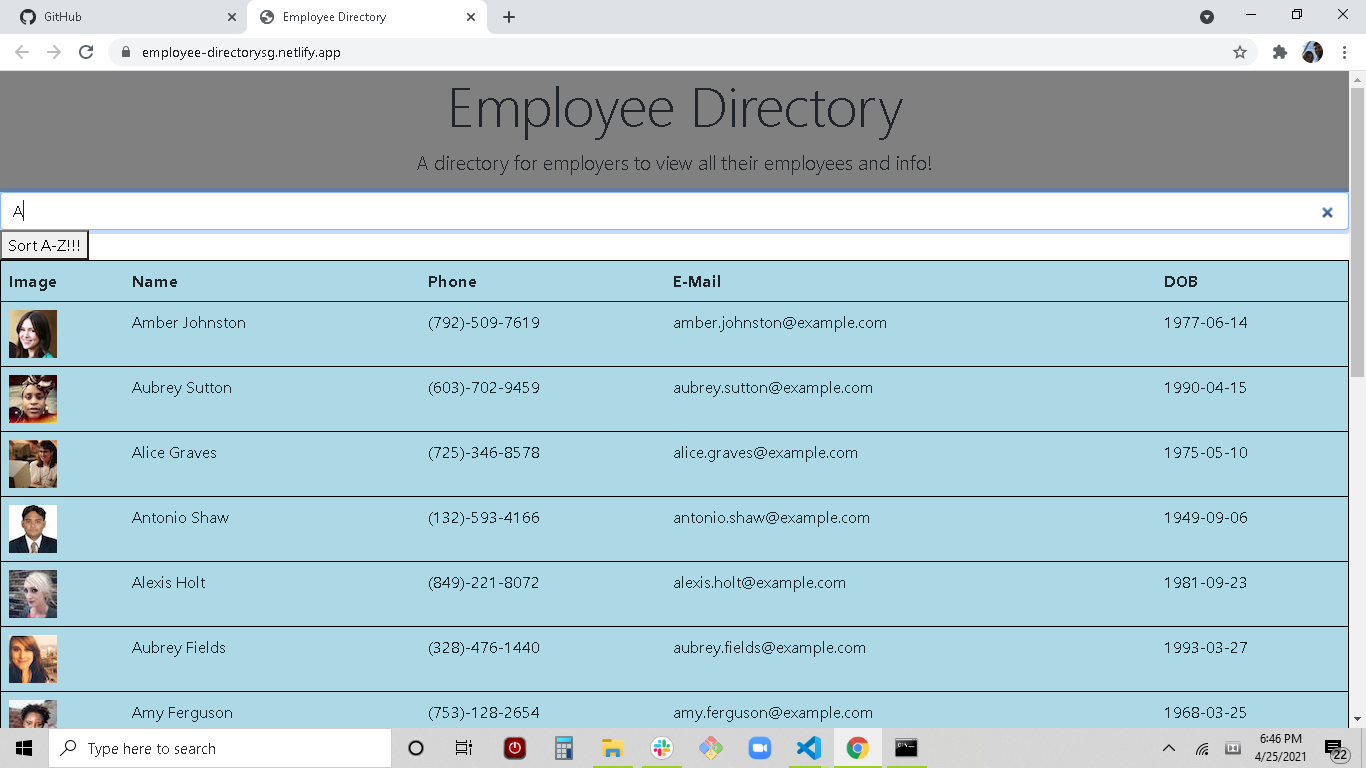 GitHub
Employee Directory
employee-directorysg.netlify.app
Employee Directory
A directory for employers to view all their employees and info!
A
Sort A-Z!!!
Image Name Phone E-Mail DOB
Amber Johnston (792)-509-7619 amber.johnston@example.com 1977-06-14
Aubrey Sutton (603)-702-9459 aubrey.sutton@example.com 1990-04-15
Alice Graves (725)-346-8578 alice.graves@example.com 1975-05-10
Antonio Shaw (132)-593-4166 antonio.shaw@example.com 1949-09-06
Alexis Holt (849)-221-8072 alexis.holt@example.com 1981-09-23
Aubrey Fields (328)-476-1440 aubrey.fields@example.com 1993-03-27
Amy Ferguson (753)-128-2654 amy.ferguson@example.com 1968-03-25
Type here to search
6:46 PM
4/25/2021
22